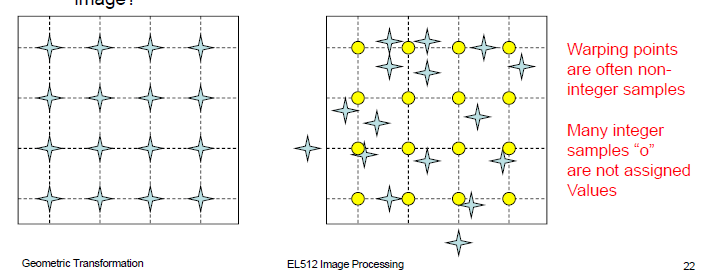 image?
Warping points
are often non-
integer samples
Many integer
samples “o”
are not assigned
Values
Geometric Transformation
EL512 Image Processing
22